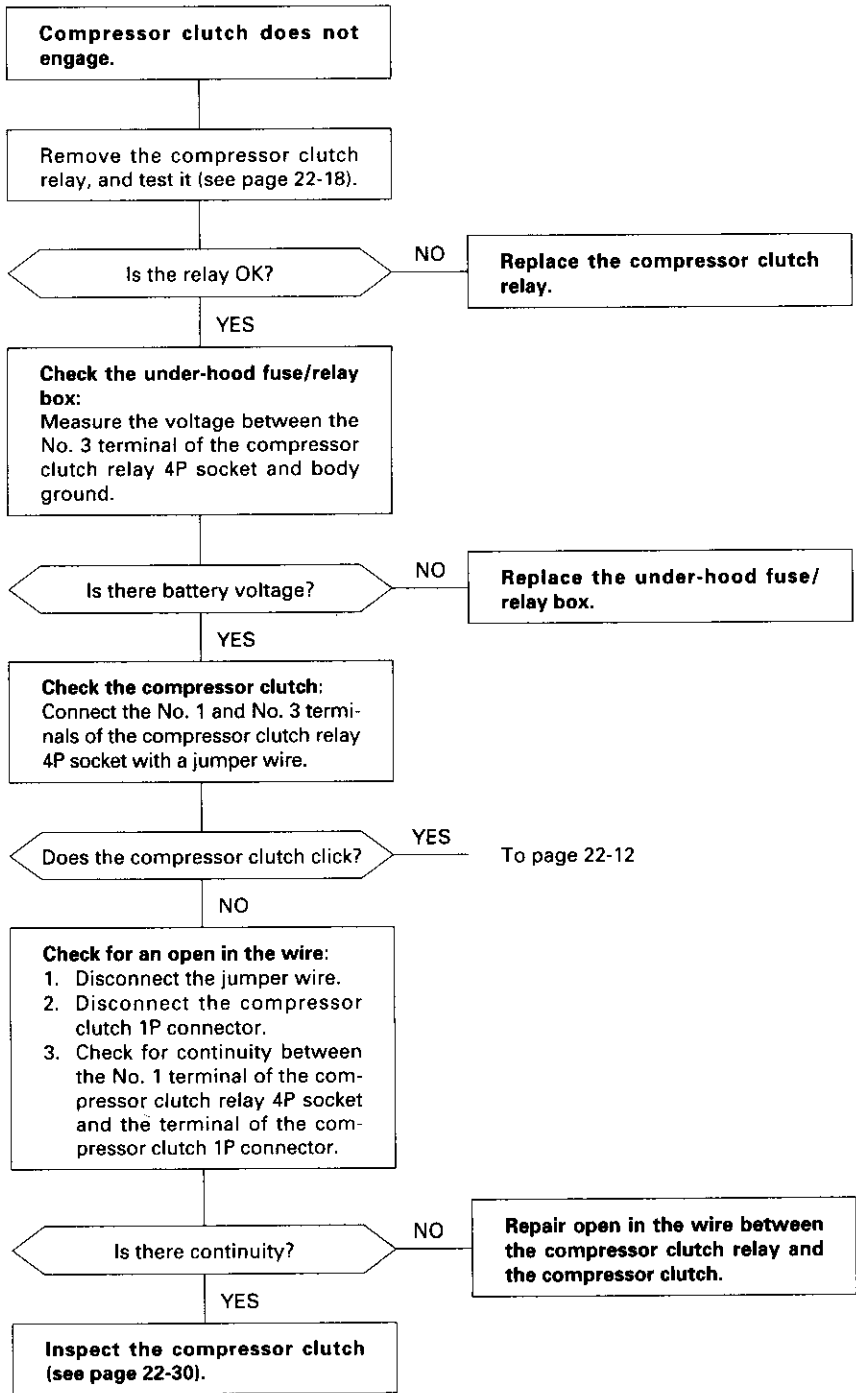 Compressor clutch does not
engage.
Remove the compressor clutch
relay, and test it (see page 22-18).
Is the relay OK?
NO
Replace the compressor clutch
relay.
YES
Check the under-hood fuse/relay
box:
Measure the voltage between the
No. 3 terminal of the compressor
clutch relay 4P socket and body
ground.
Is there battery voltage?
NO
Replace the under-hood fuse/
relay box.
YES
Check the compressor clutch:
Connect the No. 1 and No. 3 termi-
nals of the compressor clutch relay
4P socket with a jumper wire.
Does the compressor clutch click?
YES
To page 22-12
NO
Check for an open in the wire:
1. Disconnect the jumper wire.
2. Disconnect the compressor
clutch 1P connector.
3. Check for continuity between
the No. 1 terminal of the com-
pressor clutch relay 4P socket
and the terminal of the com-
pressor clutch 1P connector.
Is there continuity?
NO
Repair open in the wire between
the compressor clutch relay and
the compressor clutch.
YES
Inspect the compressor clutch
(see page 22-30).